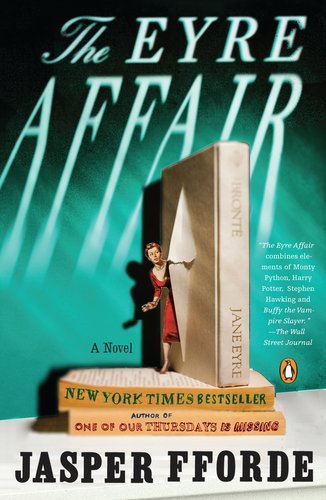 The EYRE
AFFAIR
BRONTE
JANE EYRE
"The Eyre Affair
combines ele-
ments of Monty
Python, Harry
Potter, Stephen
Hawking and
Buffy the Vam-
pire Slayer." —The
Wall Street Journal
A Novel
NEW YORK TIMES BESTSELLER
AUTHOR OF
ONE OF OUR THURSDAYS IS MISSING
JASPER FFORDE